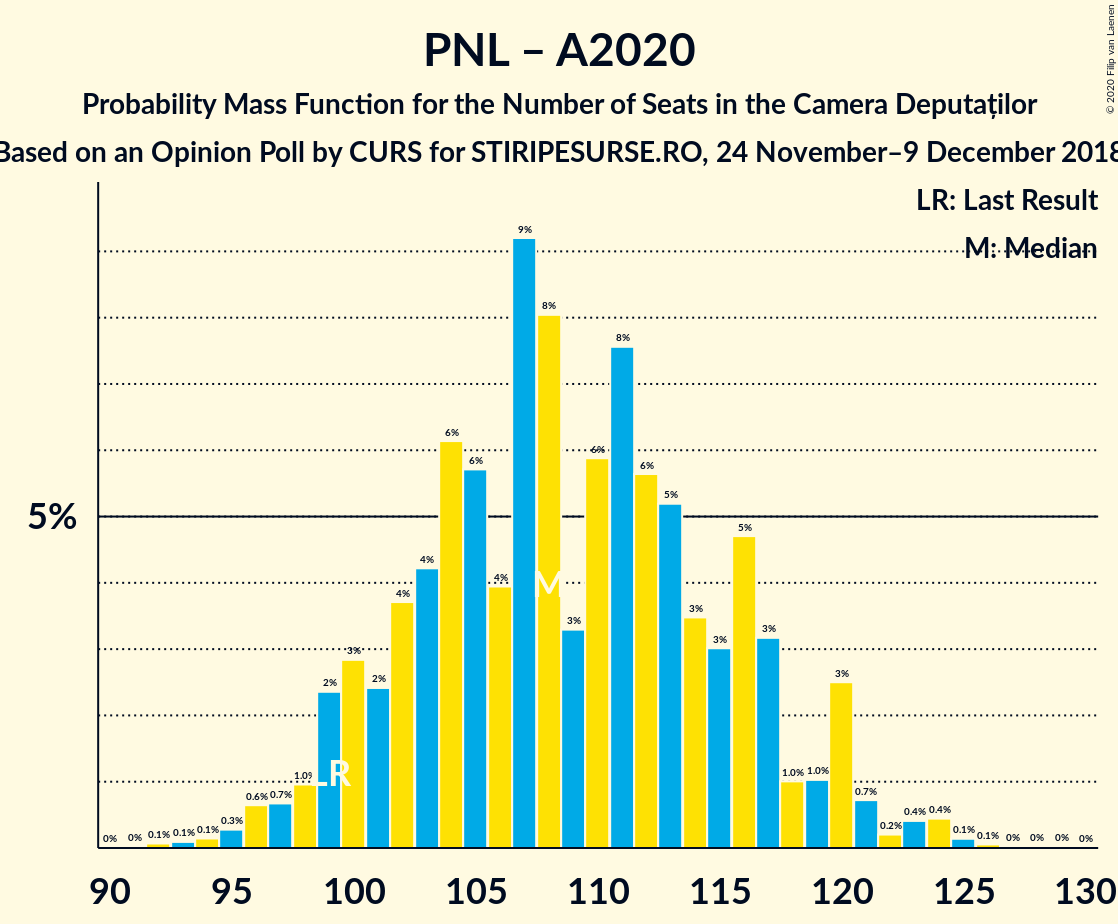 PNL – A2020
Probability Mass Function for the Number of Seats in the Camera Deputaților
Based on an Opinion Poll by CURS for STIRIPESURSE.RO, 24 November–9 December 2018
© 2020 Filip van Laenen
LR: Last Result
M: Median
5%
0% 0% 0.1% 0.1% 0.1% 0.3% 0.6% 0.7% 1.0% 2% 3% 2% 4% 4% 6% 6% 4% 9% 8% 3% 6% 8% 6% 5% 3% 3% 5% 3% 1.0% 1.0% 3% 0.7% 0.2% 0.4% 0.4% 0.1% 0.1% 0% 0% 0% 0%
M
LR
90 95 100 105 110 115 120 125 130